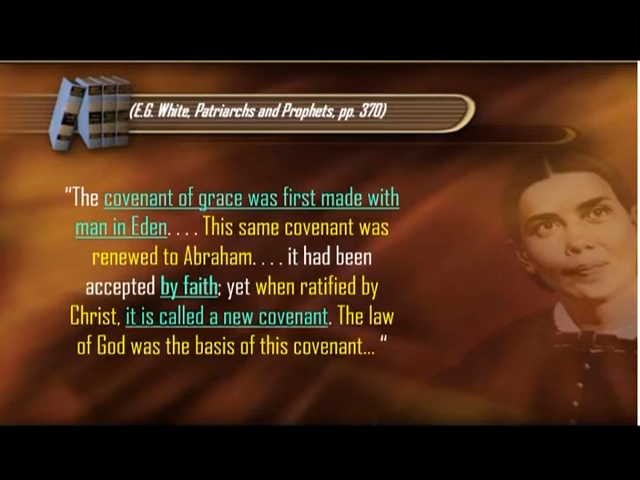 (E.G. White, Patriarchs and Prophets, pp. 370)
"The covenant of grace was first made with
man in Eden. . . . This same covenant was
renewed to Abraham. . . . it had been
accepted by faith; yet when ratified by
Christ, it is called a new covenant. The law
of God was the basis of this covenant... "